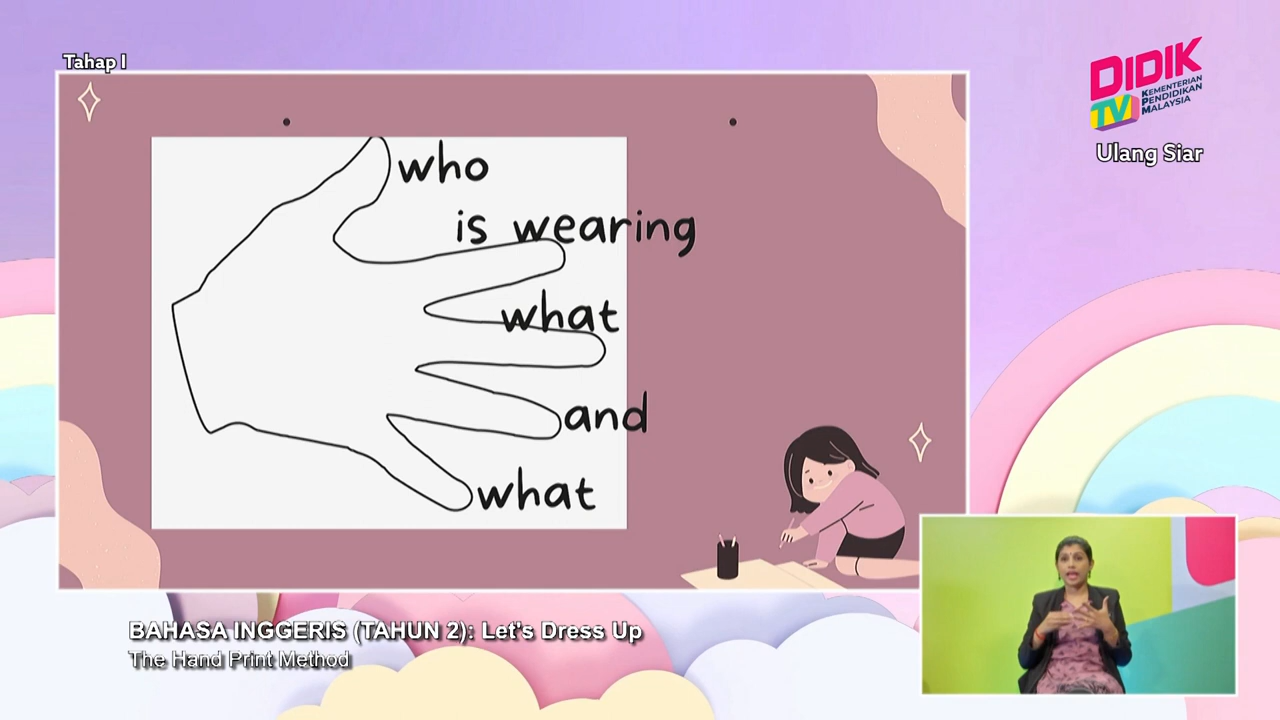 Tahap I
DIDIK
TV
KEMENTERIAN
PENDIDIKAN
MALAYSIA
Ulang Siar
who
is wearing
what
and
what
BAHASA INGGERIS (TAHUN 2): Let's Dress Up
The Hand Print Method